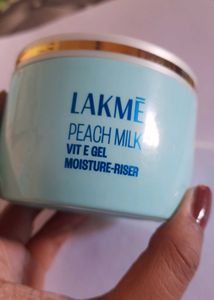 LAKMĒ
PEACH MILK
VIT E GEL
MOISTURE-RISER